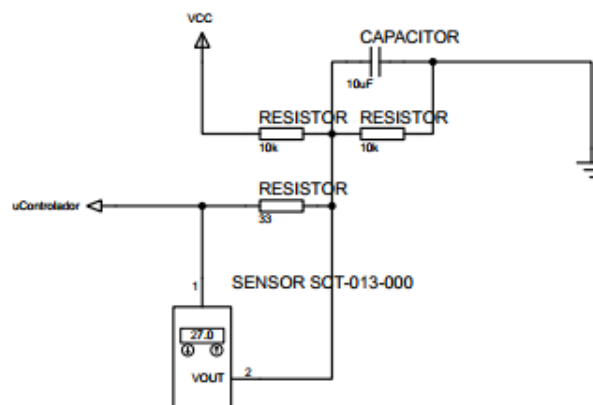 VCC
CAPACITOR
10uF
RESISTOR
RESISTOR
10k
10k
RESISTOR
uControlador
33
1
SENSOR SCT-013-000
27.0
VOUT
2